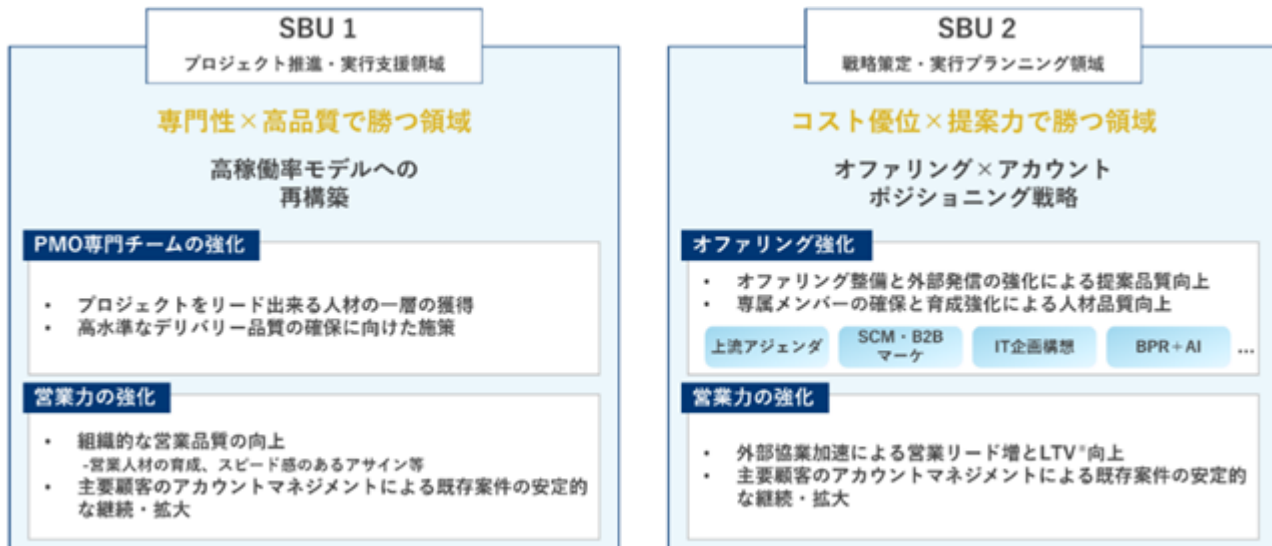 SBU 1
プロジェクト推進・実行支援領域
専門性×高品質で勝つ領域
高稼働率モデルへの
再構築
PMO専門チームの強化
• プロジェクトをリード出来る人材の一層の獲得
• 高水準なデリバリー品質の確保に向けた施策
営業力の強化
• 組織的な営業品質の向上
-営業人材の育成、スピード感のあるアサイン等
• 主要顧客のアカウントマネジメントによる既存案件の安定的
な継続・拡大
SBU 2
戦略策定・実行プランニング領域
コスト優位×提案力で勝つ領域
オファリング×アカウント
ポジショニング戦略
オファリング強化
• オファリング整備と外部発信の強化による提案品質向上
• 専属メンバーの確保と育成強化による人材品質向上
上流アジェンダ
SCM・B2B
マーケ
IT企画構想
BPR+AI
…
営業力の強化
• 外部協業加速による営業リード増とLTV※向上
• 主要顧客のアカウントマネジメントによる既存案件の安定的
な継続・拡大